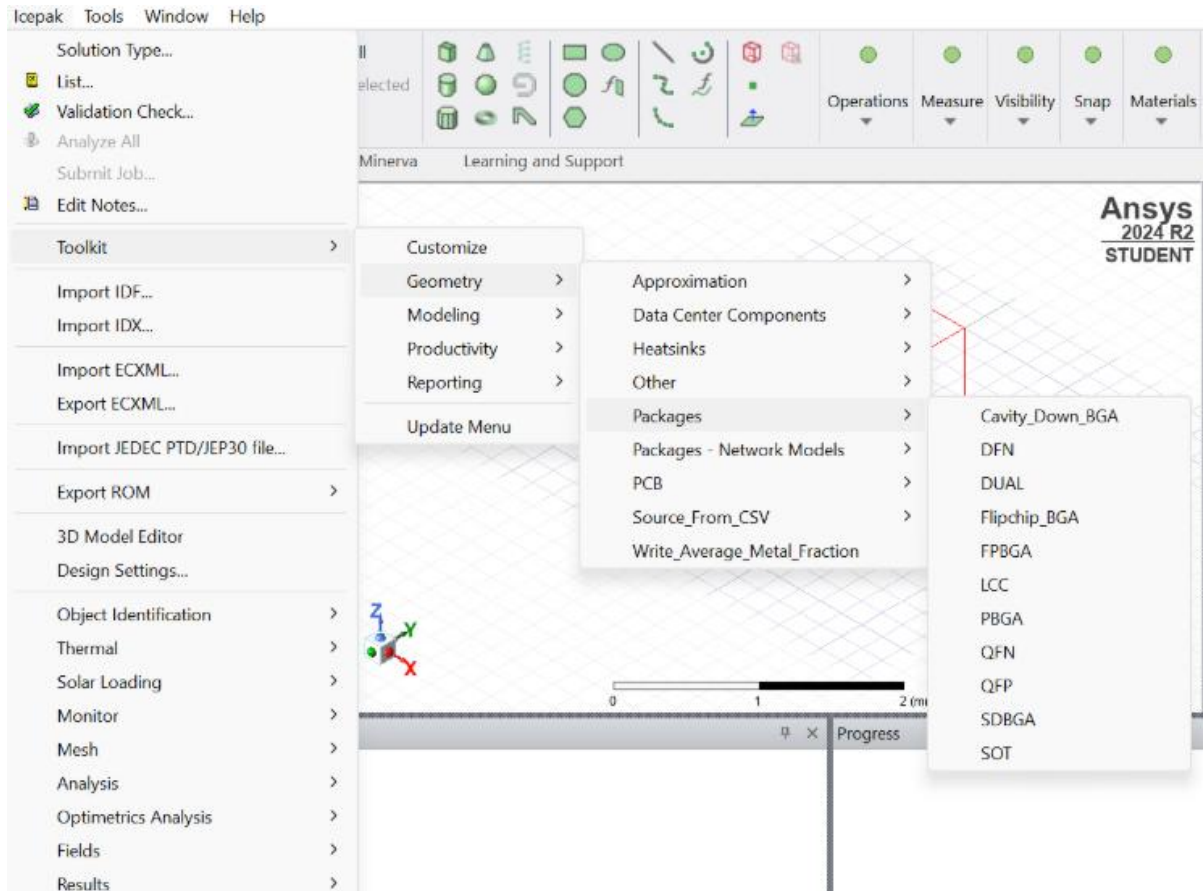 Icepak Tools Window Help
Solution Type...
List...
Validation Check...
Analyze All
Submit Job...
Edit Notes...
Toolkit
Import IDF...
Import IDX...
Import ECXML...
Export ECXML...
Import JEDEC PTD/JEP30 file...
Export ROM
3D Model Editor
Design Settings...
Object Identification
Thermal
Solar Loading
Monitor
Mesh
Analysis
Optimetrics Analysis
Fields
Results
Operations Measure Visibility Snap Materials
Minerva Learning and Support
Ansys
2024 R2
STUDENT
Customize
Geometry
Modeling
Productivity
Reporting
Update Menu
Approximation
Data Center Components
Heatsinks
Other
Packages
Packages - Network Models
PCB
Source_From_CSV
Write_Average_Metal_Fraction
Cavity_Down_BGA
DFN
DUAL
Flipchip_BGA
FPBGA
LCC
PBGA
QFN
QFP
SDBGA
SOT
Z
Y
X
0 1 2
Progress